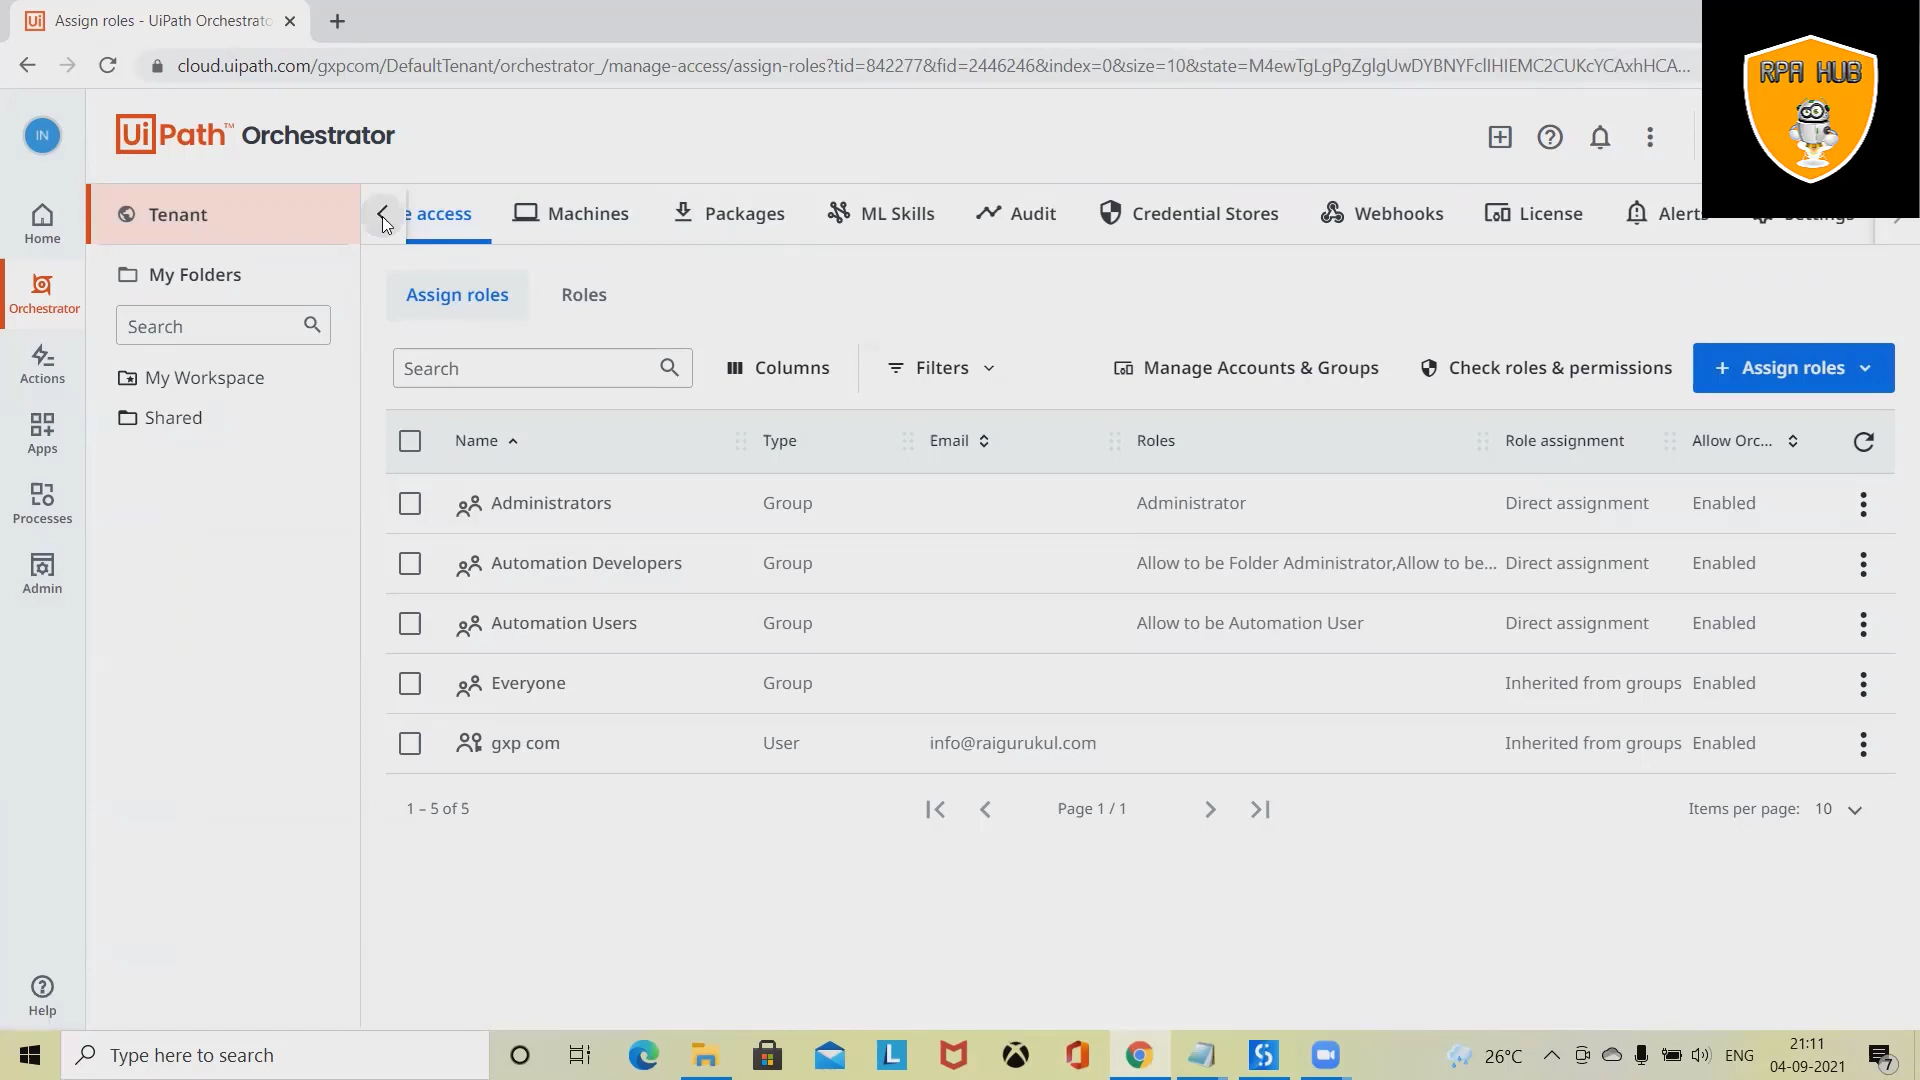 Assign roles - UiPath Orchestrato
cloud.uipath.com/gxpcom/DefaultTenant/orchestrator_/manage-access/assign-roles?tid=842277&fid=2446246&index=0&size=10&state=M4ewTgLgPgZglgUwDYBNYFclIHIEMC2CUKcYCAxhHCA...
RPA HUB
IN
UiPath™ Orchestrator
Tenant
e access
Machines
Packages
ML Skills
Audit
Credential Stores
Webhooks
License
Alerts
Settings
Home
My Folders
Orchestrator
Assign roles
Roles
Search
Search
Columns
Filters
Manage Accounts & Groups
Check roles & permissions
+ Assign roles
Actions
My Workspace
Shared
Apps
Name
Type
Email
Roles
Role assignment
Allow Orc...
Processes
Administrators
Group
Administrator
Direct assignment
Enabled
Admin
Automation Developers
Group
Allow to be Folder Administrator,Allow to be...
Direct assignment
Enabled
Automation Users
Group
Allow to be Automation User
Direct assignment
Enabled
Everyone
Group
Inherited from groups
Enabled
gxp com
User
info@raigurukul.com
Inherited from groups
Enabled
1 – 5 of 5
Page 1 / 1
Items per page: 10
Help
Type here to search
26°C
ENG
21:11
04-09-2021
7